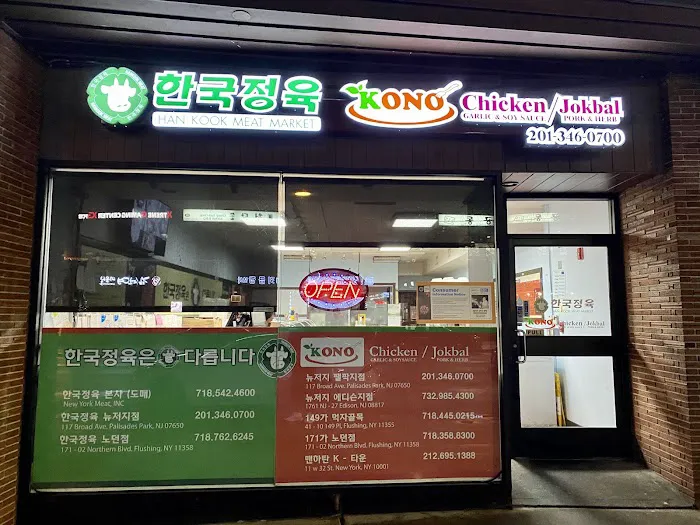 한국정육
HAN KOOK MEAT MARKET
KONO
Chicken/Jokbal
GARLIC & SOY SAUCE PORK & HERB
201-346-0700
OPEN
Consumer
한국정육은 다릅니다
한국정육 본사 (도매) 718.542.4600
New York Meat, INC
한국정육 뉴저지점 201.346.0700
117 Broad Ave, Palisades Park, NJ 07650
한국정육 노던점 718.762.6245
171 - 02 Northern Blvd. Flushing, NY 11358
KONO Chicken / Jokbal
GARLIC & SOY SAUCE PORK & HERB
뉴저지 팰팍지점 201.346.0700
117 Broad Ave, Palisades Park, NJ 07650
뉴저지 에디슨지점 732.985.4300
1761 NJ - 27 Edison, NJ 08817
149가 먹자골목 718.445.0215
41 - 10 149 Pl, Flushing, NY 11355
171가 노던점 718.358.8300
171 - 02 Northern Blvd. Flushing, NY 11358
맨하탄 K - 타운 212.695.1388
11 w 32 St. New York, NY 10001
한국정육
KONO Chicken / Jokbal
PULL